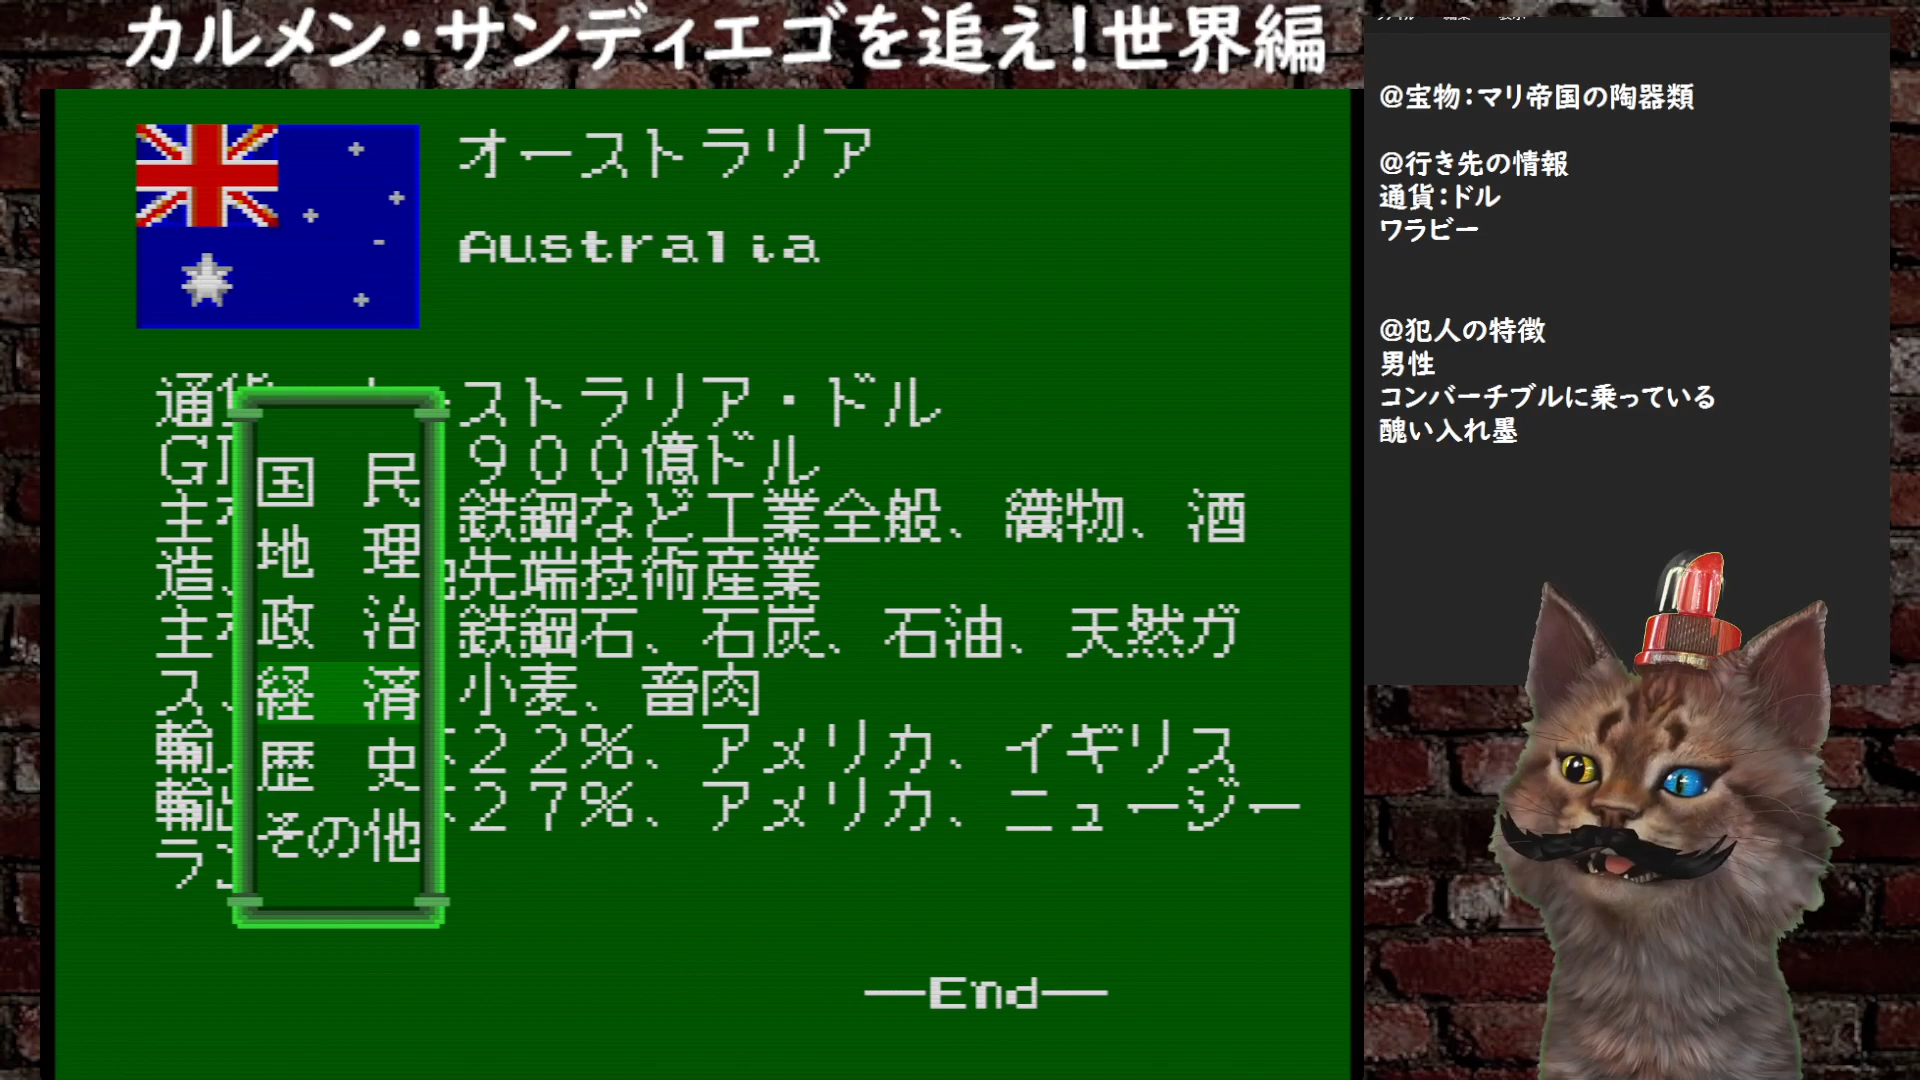 カルメン・サンディエゴを追え!世界編
オーストラリア
Australia
通貨 ストラリア・ドル
GD 900億ドル
主 鉄鋼など工業全般、織物、酒
造、 先端技術産業
主 鉄鋼石、石炭、石油、天然ガ
ス、 小麦、畜肉
輸 22%、アメリカ、イギリス
輸出 27%、アメリカ、ニュージー
ラ
国 民
地 理
政 治
経 済
歴 史
その他
―End―
@宝物:マリ帝国の陶器類
@行き先の情報
通貨:ドル
ワラビー
@犯人の特徴
男性
コンバーチブルに乗っている
醜い入れ墨